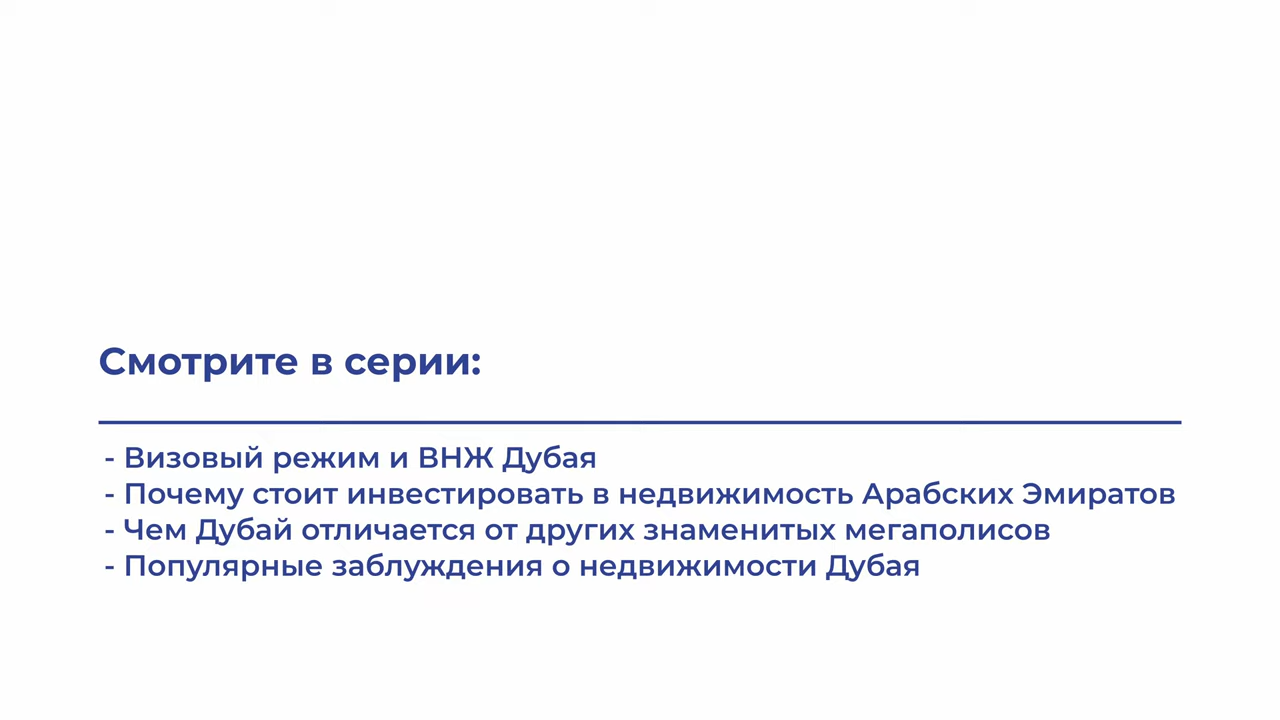 Смотрите в серии:
- Визовый режим и ВНЖ Дубая
- Почему стоит инвестировать в недвижимость Арабских Эмиратов
- Чем Дубай отличается от других знаменитых мегаполисов
- Популярные заблуждения о недвижимости Дубая